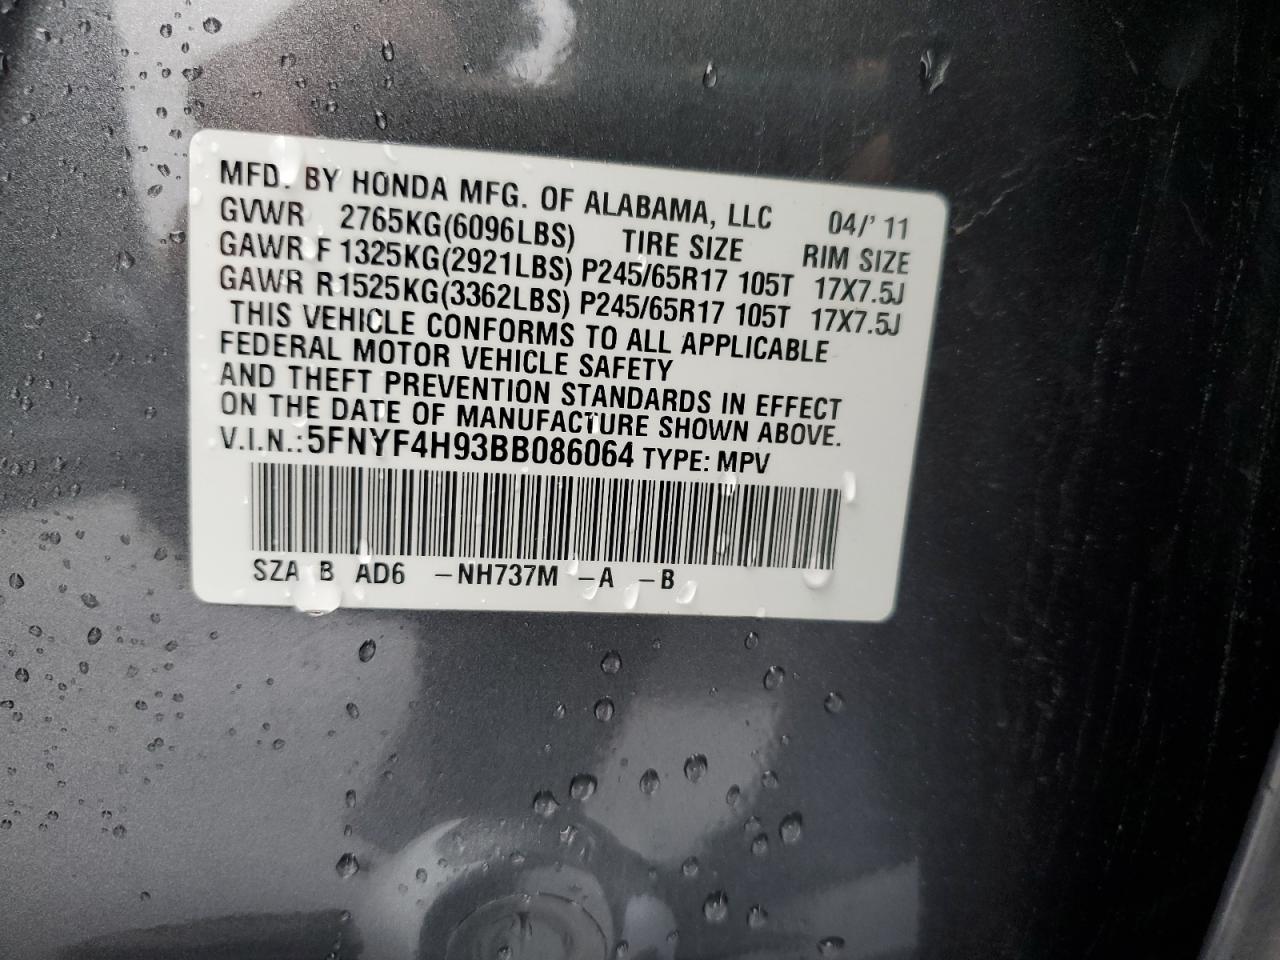 MFD. BY HONDA MFG. OF ALABAMA, LLC 04/' 11
GVWR 2765KG(6096LBS) TIRE SIZE RIM SIZE
GAWR F 1325KG(2921LBS) P245/65R17 105T 17X7.5J
GAWR R1525KG(3362LBS) P245/65R17 105T 17X7.5J
THIS VEHICLE CONFORMS TO ALL APPLICABLE
FEDERAL MOTOR VEHICLE SAFETY
AND THEFT PREVENTION STANDARDS IN EFFECT
ON THE DATE OF MANUFACTURE SHOWN ABOVE.
V.I.N.: 5FNYF4H93BB086064 TYPE: MPV
SZA B AD6 –NH737M –A –B